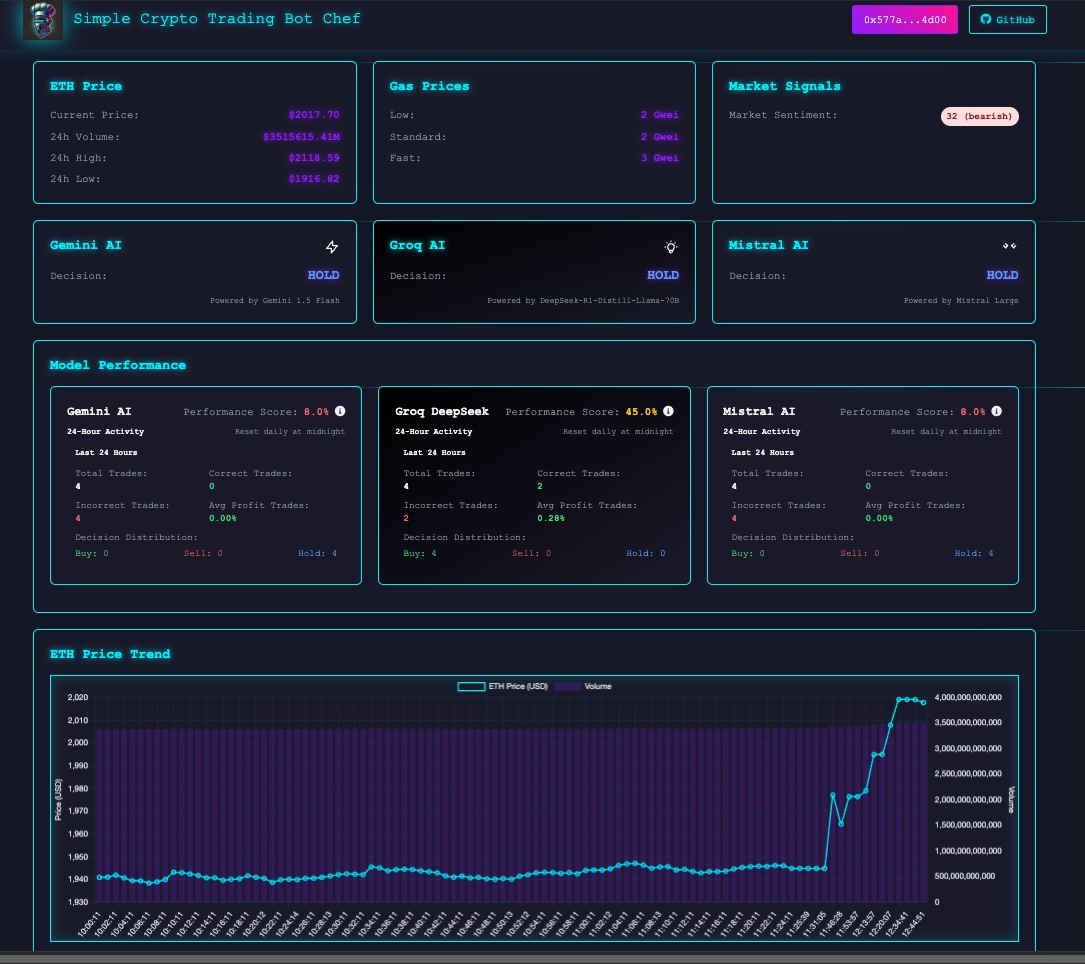 Simple Crypto Trading Bot Chef
0x577a...4d00
GitHub
ETH Price
Current Price: $2017.70
24h Volume: $3515615.41M
24h High: $2118.59
24h Low: $1916.82
Gas Prices
Low: 2 Gwei
Standard: 2 Gwei
Fast: 3 Gwei
Market Signals
Market Sentiment: 32 (bearish)
Gemini AI
Decision: HOLD
Powered by Gemini 1.5 Flash
Groq AI
Decision: HOLD
Powered by DeepSeek-R1-Distill-Llama-70B
Mistral AI
Decision: HOLD
Powered by Mistral Large
Model Performance
Gemini AI Performance Score: 8.0%
24-Hour Activity Reset daily at midnight
Last 24 Hours
Total Trades: Correct Trades:
4 0
Incorrect Trades: Avg Profit Trades:
4 0.00%
Decision Distribution:
Buy: 0 Sell: 0 Hold: 4
Groq DeepSeek Performance Score: 45.0%
24-Hour Activity Reset daily at midnight
Last 24 Hours
Total Trades: Correct Trades:
4 2
Incorrect Trades: Avg Profit Trades:
2 0.28%
Decision Distribution:
Buy: 4 Sell: 0 Hold: 0
Mistral AI Performance Score: 8.0%
24-Hour Activity Reset daily at midnight
Last 24 Hours
Total Trades: Correct Trades:
4 0
Incorrect Trades: Avg Profit Trades:
4 0.00%
Decision Distribution:
Buy: 0 Sell: 0 Hold: 4
ETH Price Trend
ETH Price (USD) Volume
Price (USD)
2,020
2,010
2,000
1,990
1,980
1,970
1,960
1,950
1,940
1,930
4,000,000,000,000
3,500,000,000,000
3,000,000,000,000
2,500,000,000,000
2,000,000,000,000
1,500,000,000,000
1,000,000,000,000
500,000,000,000
0
Volume
10:00:11
10:02:11
10:04:11
10:06:11
10:08:11
10:10:11
10:12:11
10:14:11
10:16:11
10:18:11
10:20:12
10:22:11
10:24:14
10:26:11
10:28:13
10:30:11
10:32:11
10:34:11
10:36:11
10:38:11
10:40:11
10:42:11
10:44:11
10:46:11
10:48:11
10:50:13
10:52:12
10:54:11
10:56:11
10:58:11
11:00:11
11:02:12
11:04:11
11:06:11
11:08:13
11:10:11
11:12:11
11:14:11
11:16:11
11:18:11
11:20:11
11:22:11
11:24:11
11:25:39
11:31:05
11:46:28
11:53:57
12:13:57
12:20:07
12:34:41
12:44:51